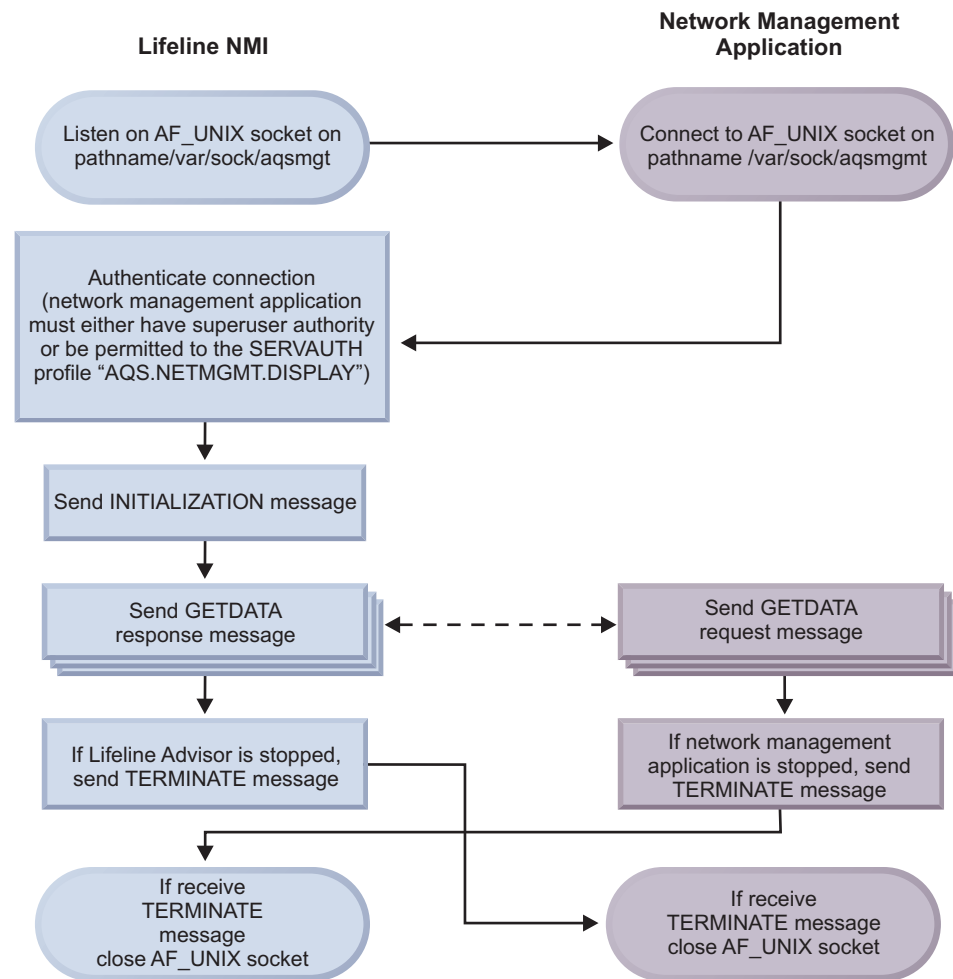 Lifeline NMI
Network Management
Application
Listen on AF_UNIX socket on
pathname/var/sock/aqsmgt
Connect to AF_UNIX socket on
pathname /var/sock/aqsmgmt
Authenticate connection
(network management application
must either have superuser authority
or be permitted to the SERVAUTH
profile “AQS.NETMGMT.DISPLAY”)
Send INITIALIZATION message
Send GETDATA
response message
Send GETDATA
request message
If Lifeline Advisor is stopped,
send TERMINATE message
If network management
application is stopped, send
TERMINATE message
If receive
TERMINATE
message
close AF_UNIX socket
If receive
TERMINATE message
close AF_UNIX socket